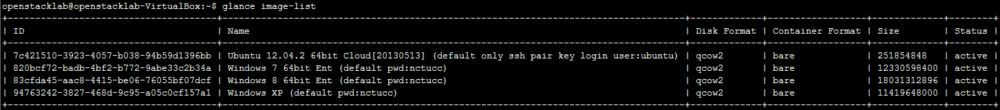 openstacklab@openstacklab-VirtualBox:~$ glance image-list
+--------------------------------------+----------------------------------------------------------------------------------+-------------+------------------+-------------+--------+
| ID | Name | Disk Format | Container Format | Size | Status |
+--------------------------------------+----------------------------------------------------------------------------------+-------------+------------------+-------------+--------+
| 7c421510-3923-4057-b038-94b59d1396bb | Ubuntu 12.04.2 64bit Cloud[20130513] (default only ssh pair key login user:ubuntu) | qcow2 | bare | 251854848 | active |
| 820bcf72-badb-4bf2-b772-9abe33c2b34a | Windows 7 64bit Ent (default pwd:nctucc) | qcow2 | bare | 12330598400 | active |
| 83cfda45-aac8-4415-be06-76055bf07dcf | Windows 8 64bit Ent (default pwd:nctucc) | qcow2 | bare | 18031312896 | active |
| 94763242-3827-468d-9c95-a05c0cf157a1 | Windows XP (default pwd:nctucc) | qcow2 | bare | 11419648000 | active |
+--------------------------------------+----------------------------------------------------------------------------------+-------------+------------------+-------------+--------+